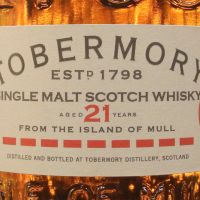 TOBERMORY
ESTD 1798
SINGLE MALT SCOTCH WHISKY
AGED 21 YEARS
FROM THE ISLAND OF MULL
DISTILLED AND BOTTLED AT TOBERMORY DISTILLERY, SCOTLAND